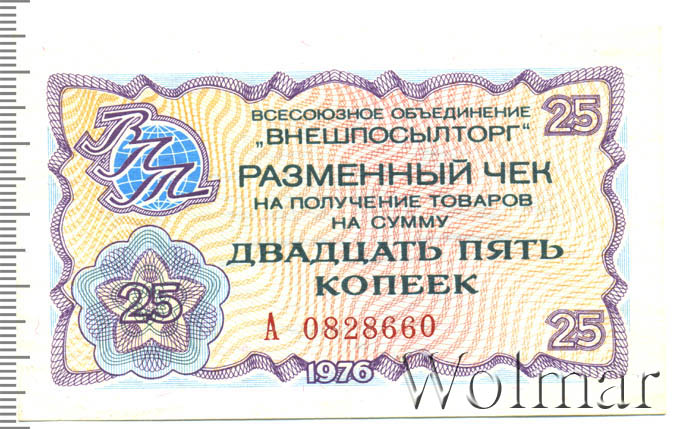 ВПТ
ВСЕСОЮЗНОЕ ОБЪЕДИНЕНИЕ
„ВНЕШПОСЫЛТОРГ"
25
РАЗМЕННЫЙ ЧЕК
НА ПОЛУЧЕНИЕ ТОВАРОВ
НА СУММУ
ДВАДЦАТЬ ПЯТЬ
КОПЕЕК
25
А 0828660
25
1976
Wolmar